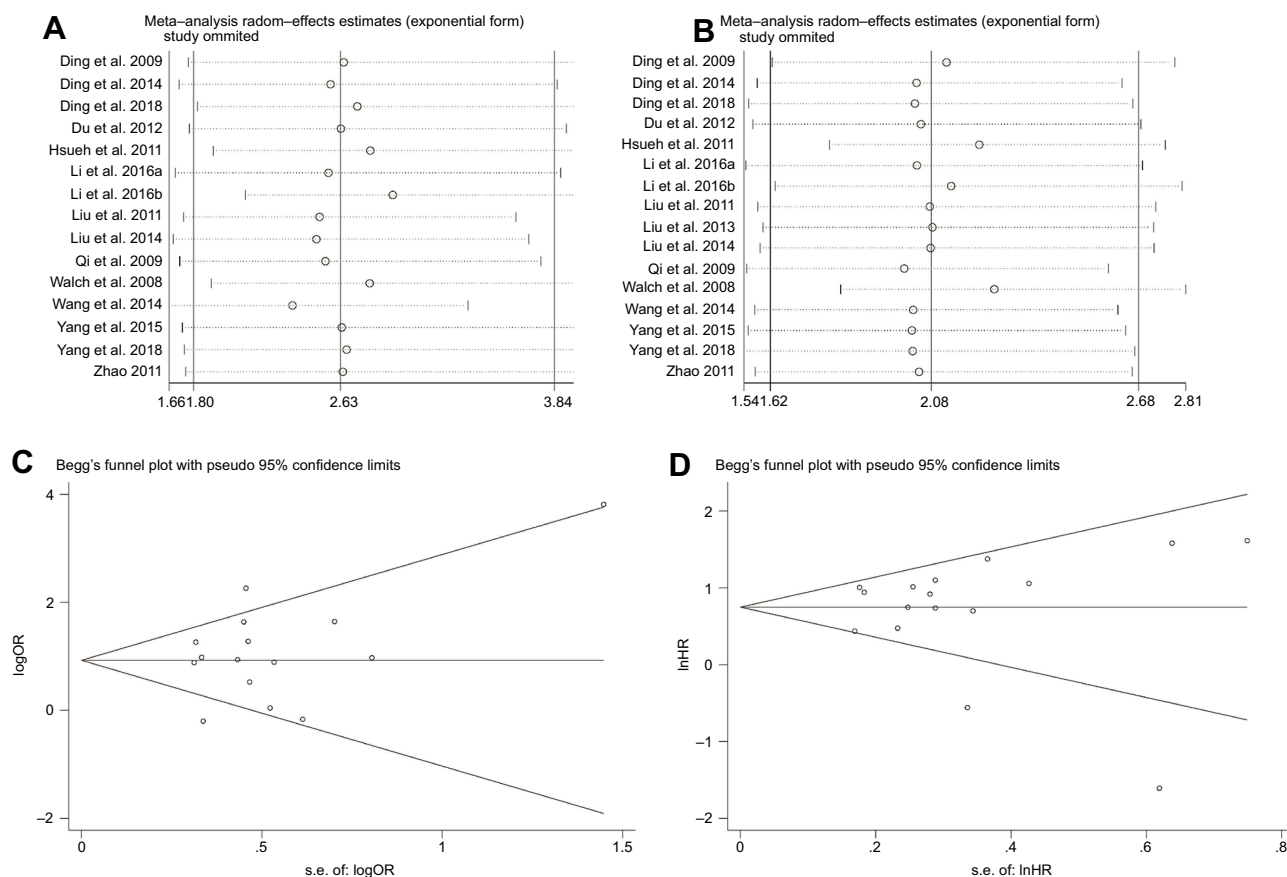 A
Meta–analysis radom–effects estimates (exponential form)
study ommited
Ding et al. 2009
Ding et al. 2014
Ding et al. 2018
Du et al. 2012
Hsueh et al. 2011
Li et al. 2016a
Li et al. 2016b
Liu et al. 2011
Liu et al. 2014
Qi et al. 2009
Walch et al. 2008
Wang et al. 2014
Yang et al. 2015
Yang et al. 2018
Zhao 2011
1.661.80 2.63 3.84
B
Meta–analysis radom–effects estimates (exponential form)
study ommited
Ding et al. 2009
Ding et al. 2014
Ding et al. 2018
Du et al. 2012
Hsueh et al. 2011
Li et al. 2016a
Li et al. 2016b
Liu et al. 2011
Liu et al. 2013
Liu et al. 2014
Qi et al. 2009
Walch et al. 2008
Wang et al. 2014
Yang et al. 2015
Yang et al. 2018
Zhao 2011
1.541.62 2.08 2.68 2.81
C
Begg's funnel plot with pseudo 95% confidence limits
4
2
0
–2
logOR
0 .5 1 1.5
s.e. of: logOR
D
Begg's funnel plot with pseudo 95% confidence limits
2
1
0
–1
–2
lnHR
0 .2 .4 .6 .8
s.e. of: lnHR